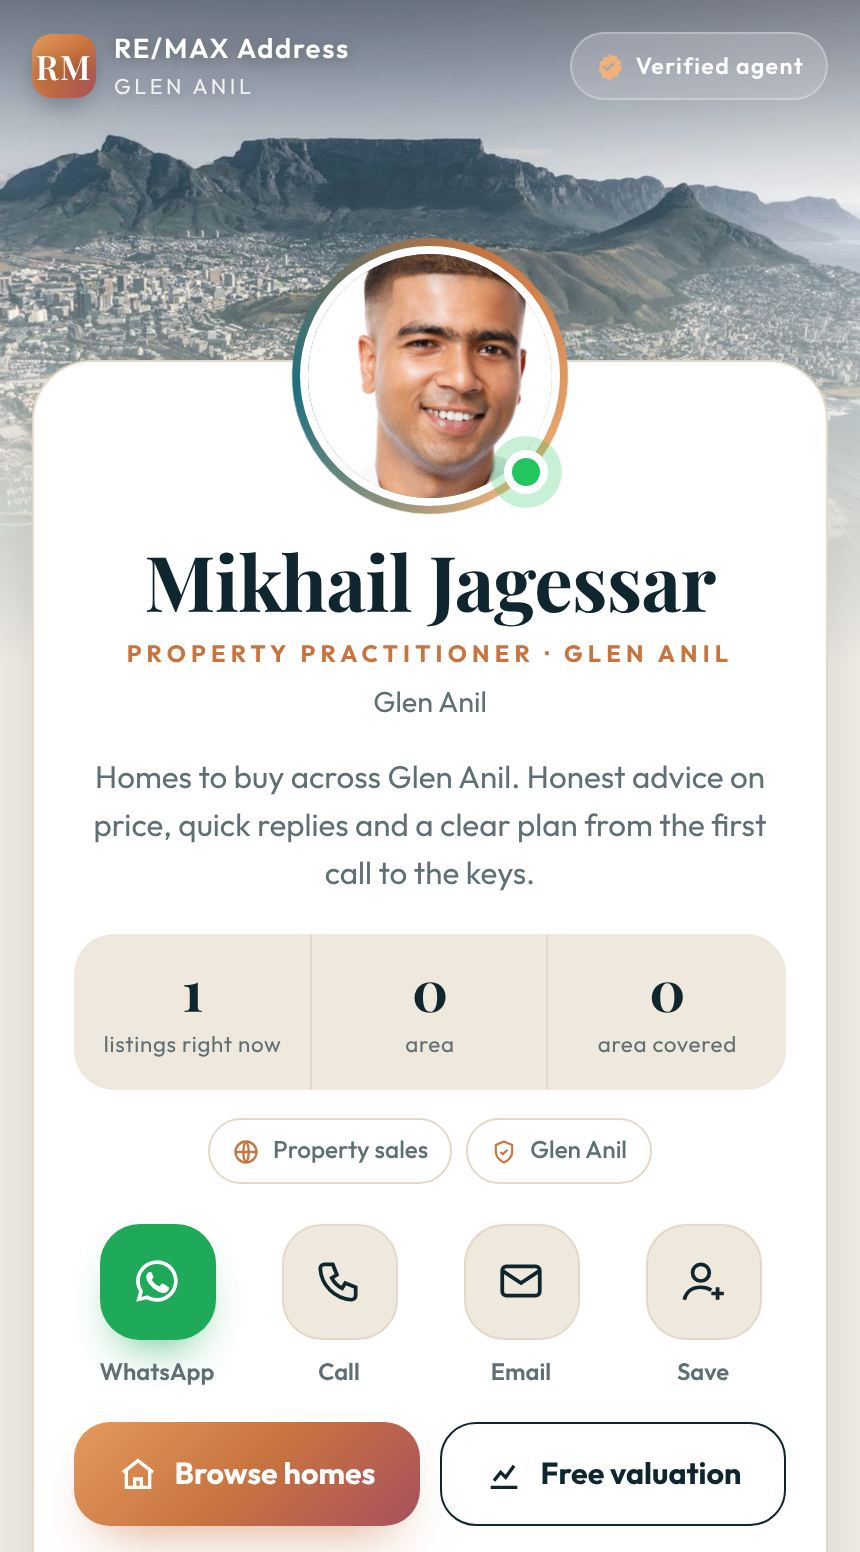 RM
RE/MAX Address
GLEN ANIL
Verified agent
Mikhail Jagessar
PROPERTY PRACTITIONER · GLEN ANIL
Glen Anil
Homes to buy across Glen Anil. Honest advice on
price, quick replies and a clear plan from the first
call to the keys.
1
listings right now
0
area
0
area covered
Property sales
Glen Anil
WhatsApp
Call
Email
Save
Browse homes
Free valuation